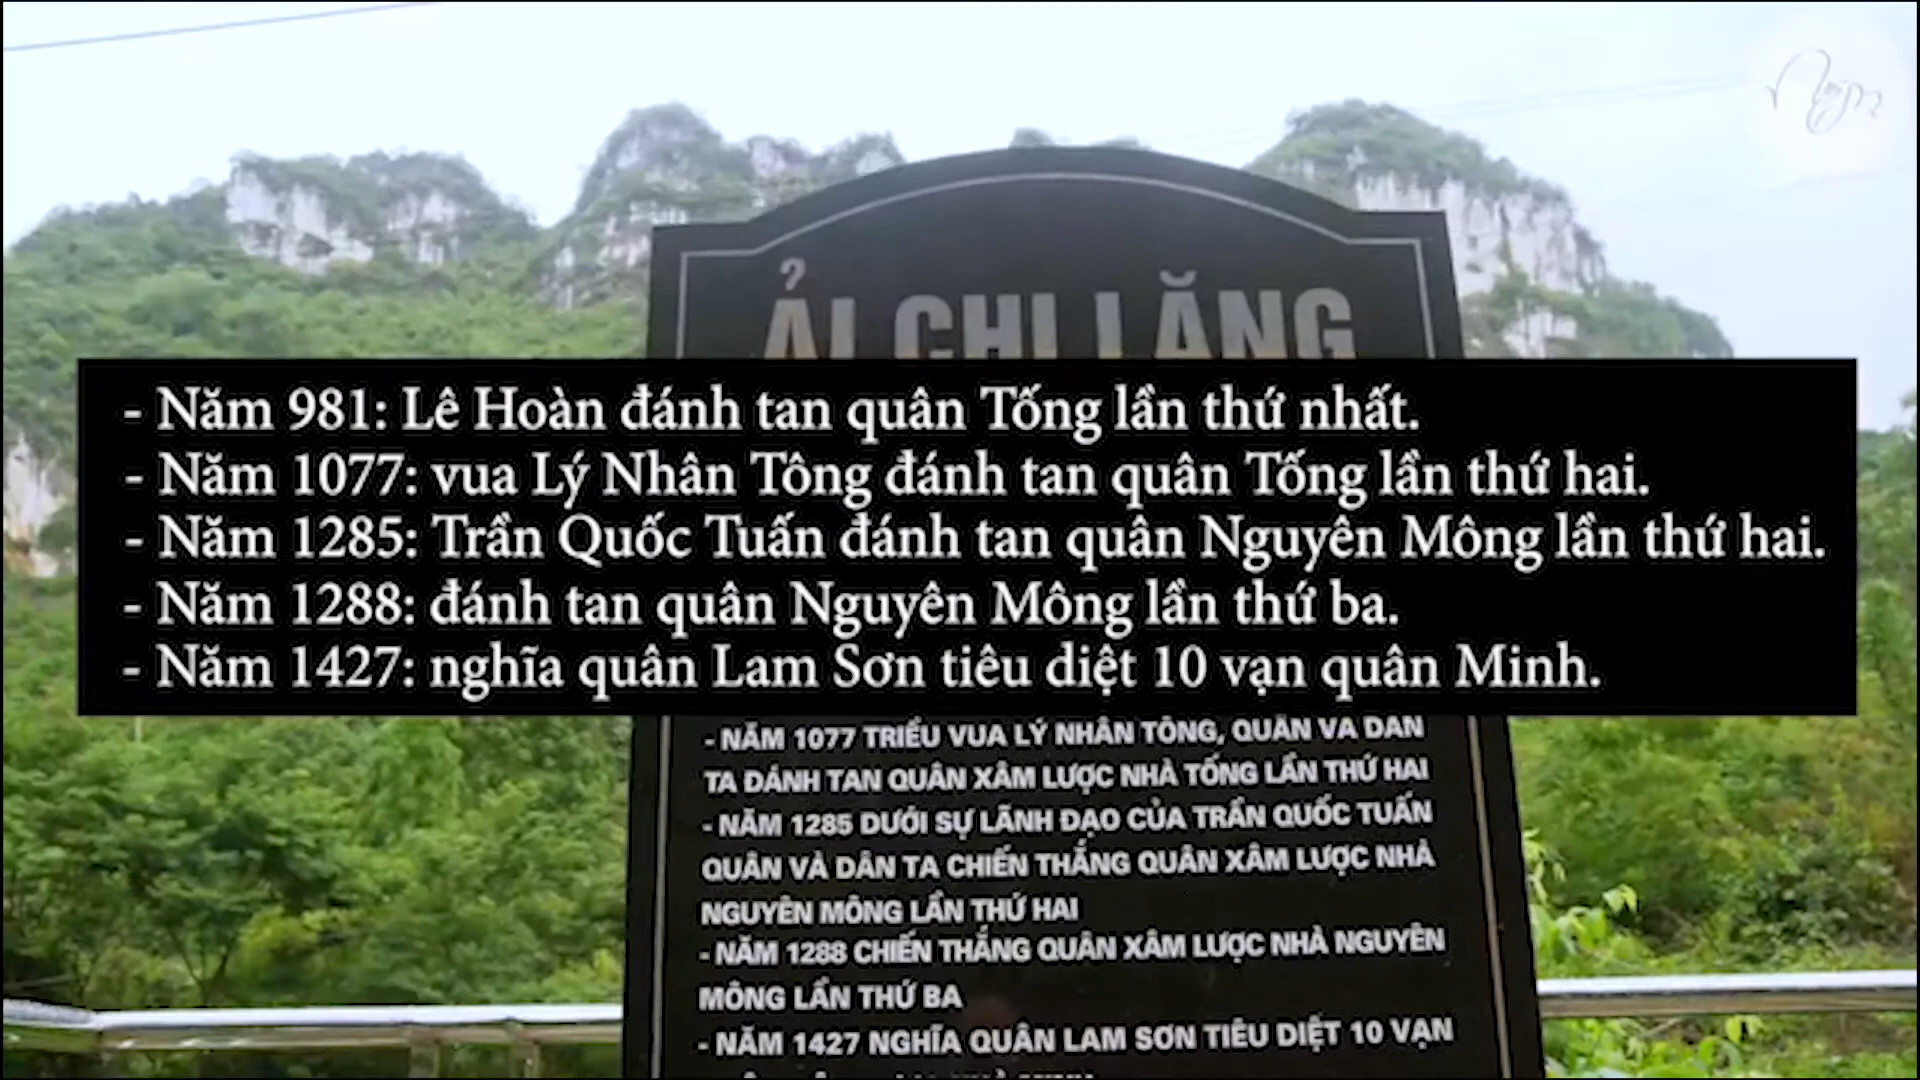 ẢI CHI LĂNG
- Năm 981: Lê Hoàn đánh tan quân Tống lần thứ nhất.
- Năm 1077: vua Lý Nhân Tông đánh tan quân Tống lần thứ hai.
- Năm 1285: Trần Quốc Tuấn đánh tan quân Nguyên Mông lần thứ hai.
- Năm 1288: đánh tan quân Nguyên Mông lần thứ ba.
- Năm 1427: nghĩa quân Lam Sơn tiêu diệt 10 vạn quân Minh.
- NĂM 1077 TRIỀU VUA LÝ NHÂN TÔNG, QUÂN VÀ DÂN
TA ĐÁNH TAN QUÂN XÂM LƯỢC NHÀ TỐNG LẦN THỨ HAI
- NĂM 1285 DƯỚI SỰ LÃNH ĐẠO CỦA TRẦN QUỐC TUẤN
QUÂN VÀ DÂN TA CHIẾN THẮNG QUÂN XÂM LƯỢC NHÀ
NGUYÊN MÔNG LẦN THỨ HAI
- NĂM 1288 CHIẾN THẮNG QUÂN XÂM LƯỢC NHÀ NGUYÊN
MÔNG LẦN THỨ BA
- NĂM 1427 NGHĨA QUÂN LAM SƠN TIÊU DIỆT 10 VẠN